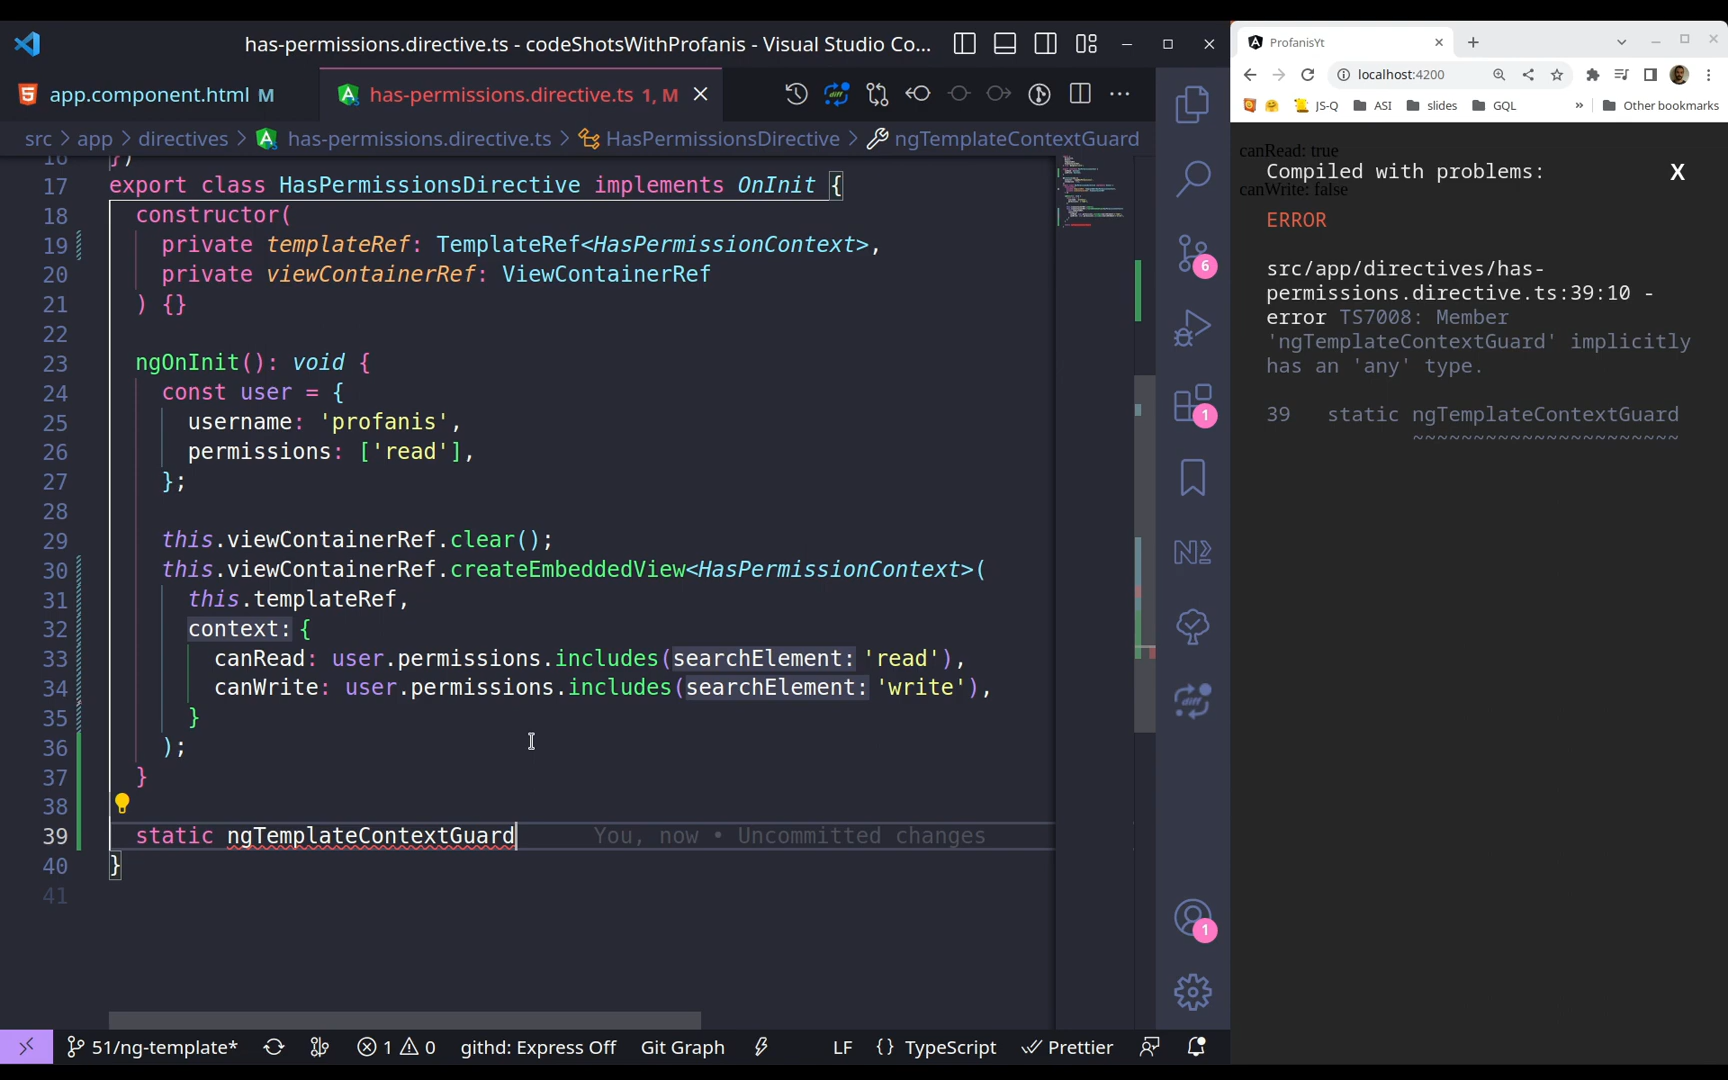 has-permissions.directive.ts - codeShotsWithProfanis - Visual Studio Co...
app.component.html M
has-permissions.directive.ts 1, M
src > app > directives > has-permissions.directive.ts > HasPermissionsDirective > ngTemplateContextGuard
16 })
17 export class HasPermissionsDirective implements OnInit {
18 constructor(
19 private templateRef: TemplateRef<HasPermissionContext>,
20 private viewContainerRef: ViewContainerRef
21 ) {}
22
23 ngOnInit(): void {
24 const user = {
25 username: 'profanis',
26 permissions: ['read'],
27 };
28
29 this.viewContainerRef.clear();
30 this.viewContainerRef.createEmbeddedView<HasPermissionContext>(
31 this.templateRef,
32 context: {
33 canRead: user.permissions.includes(searchElement: 'read'),
34 canWrite: user.permissions.includes(searchElement: 'write'),
35 }
36 );
37 }
38
39 static ngTemplateContextGuard You, now • Uncommitted changes
40 }
41
6
1
1
51/ng-template* 1 0 githd: Express Off Git Graph LF {} TypeScript Prettier
ProfanisYt
localhost:4200
JS-Q ASI slides GQL » Other bookmarks
canRead: true
Compiled with problems: X
canWrite: false
ERROR
src/app/directives/has-
permissions.directive.ts:39:10 -
error TS7008: Member
'ngTemplateContextGuard' implicitly
has an 'any' type.
39 static ngTemplateContextGuard
~~~~~~~~~~~~~~~~~~~~~~